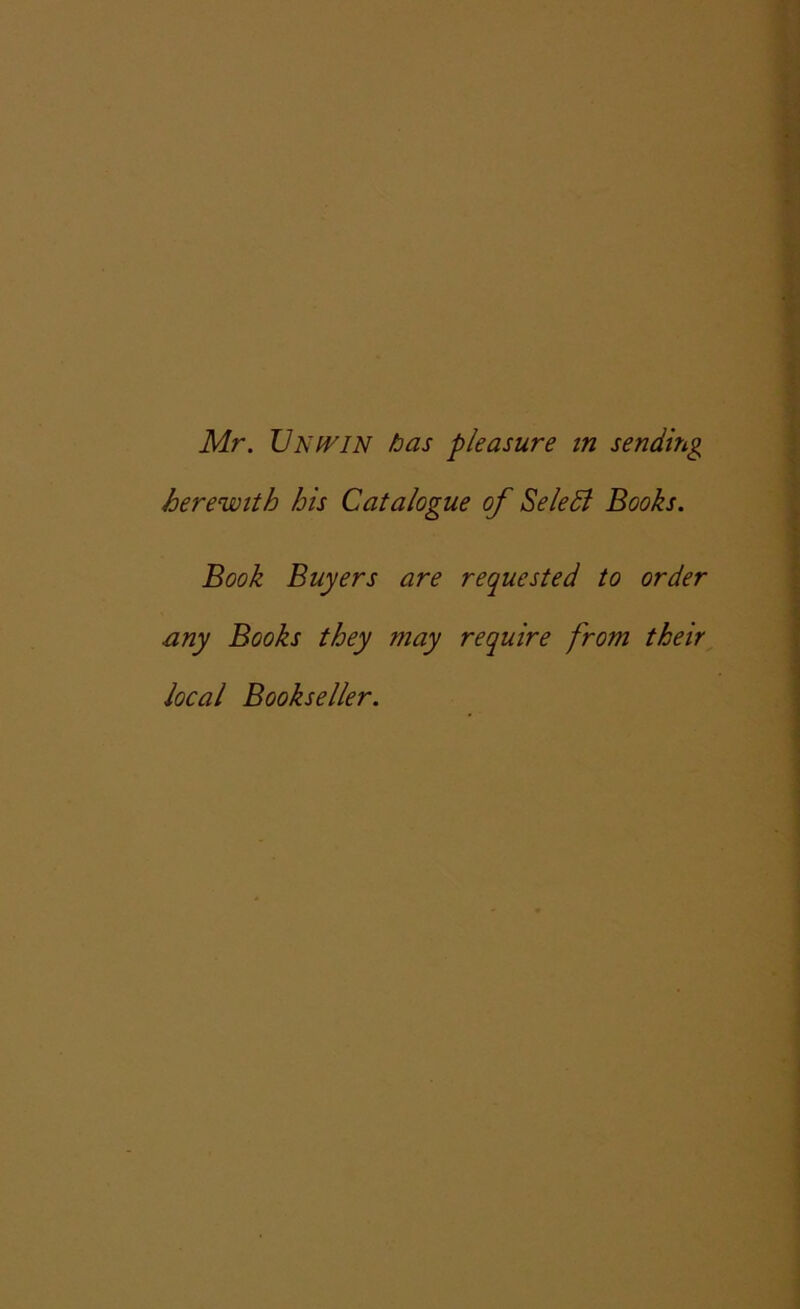 Mr. UNWIN has pleasure in sending
herewith his Catalogue of Select Books.
Book Buyers are requested to order
any Books they may require from their
local Bookseller.